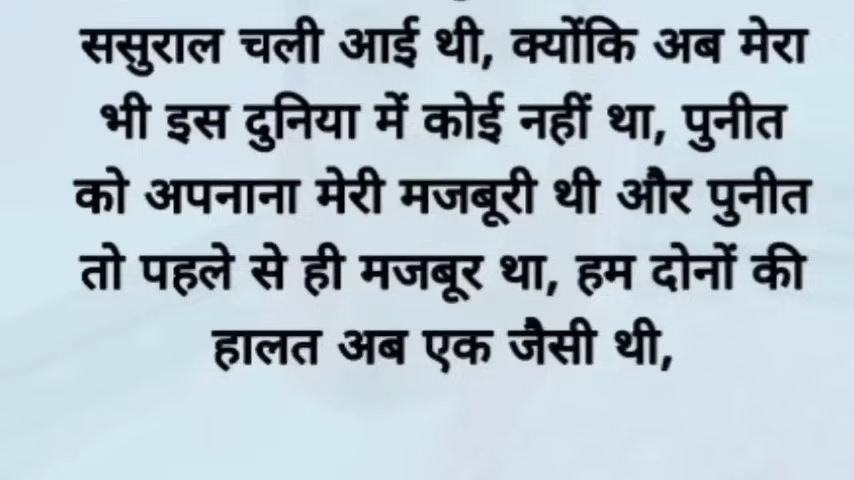 ससुराल चली आई थी, क्योंकि अब मेरा
भी इस दुनिया में कोई नहीं था, पुनीत
को अपनाना मेरी मजबूरी थी और पुनीत
तो पहले से ही मजबूर था, हम दोनों की
हालत अब एक जैसी थी,